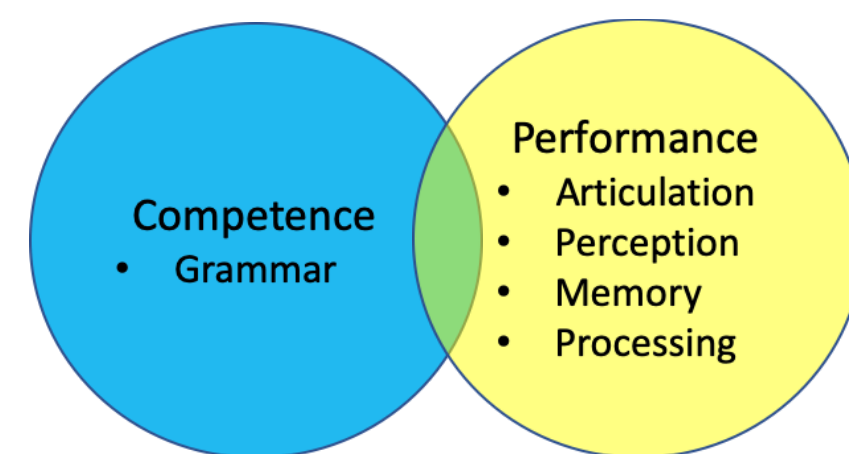 Competence
• Grammar
Performance
• Articulation
• Perception
• Memory
• Processing